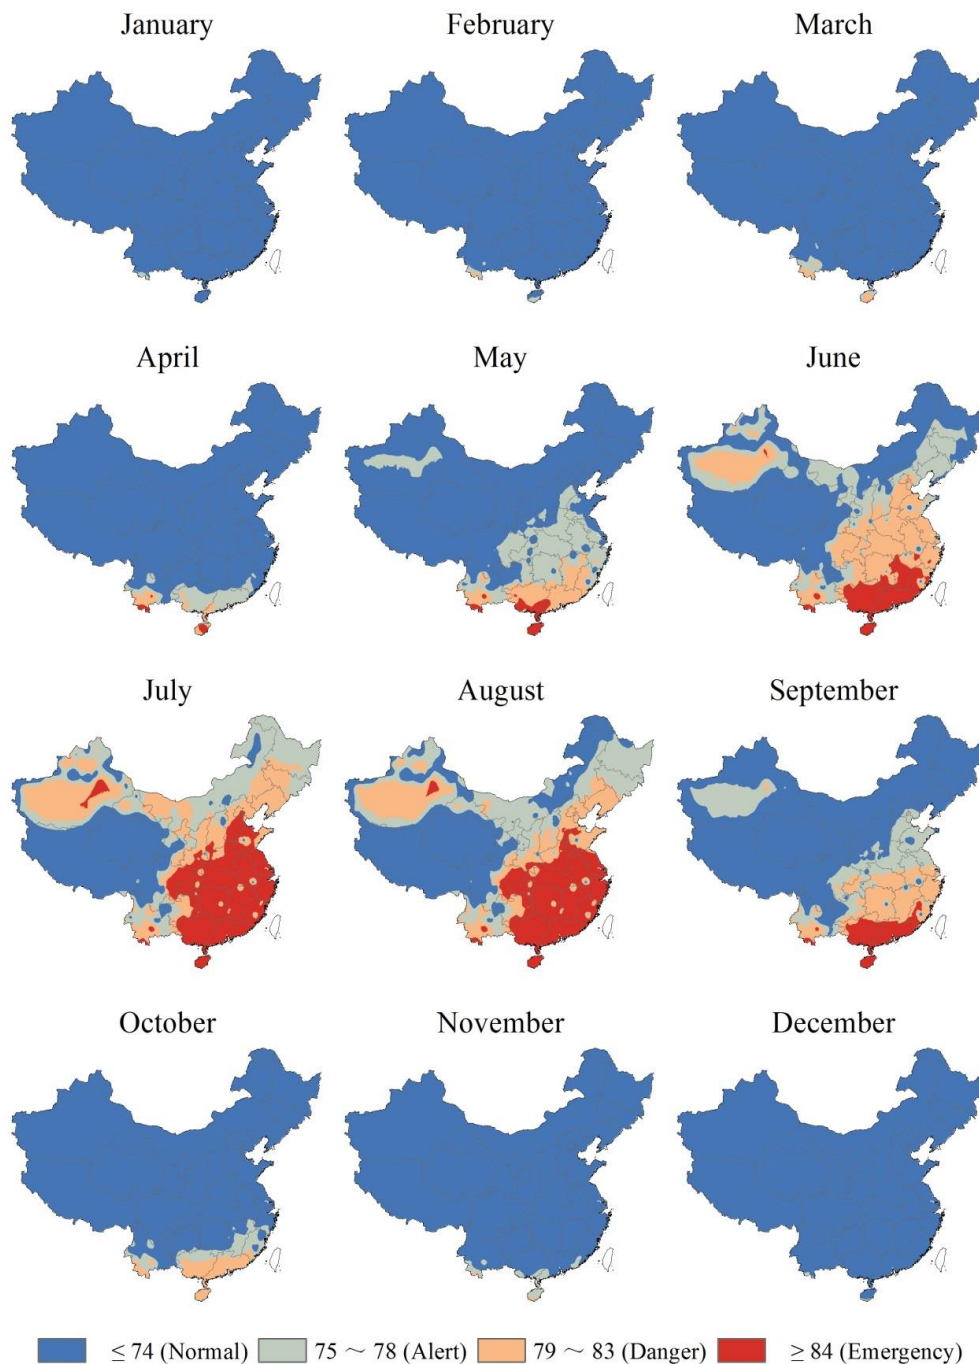 January February March
April May June
July August September
October November December
≤ 74 (Normal) 75 ~ 78 (Alert) 79 ~ 83 (Danger) ≥ 84 (Emergency)